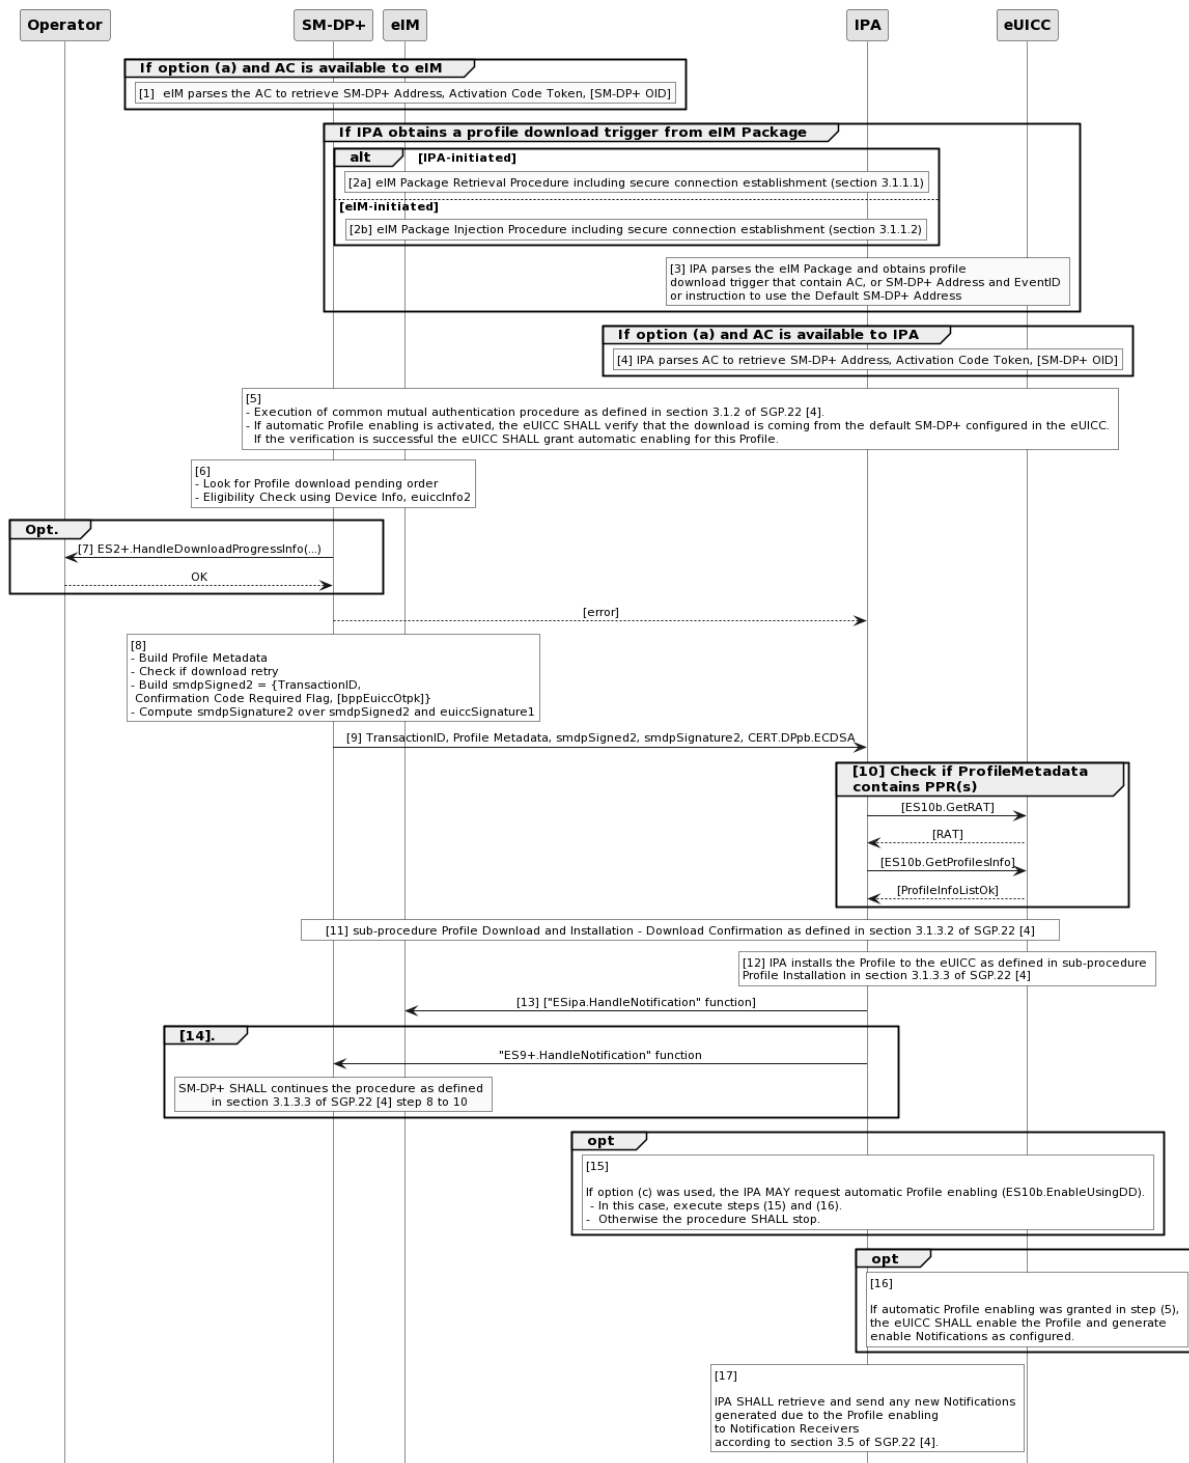 Operator
SM-DP+
eIM
IPA
eUICC
If option (a) and AC is available to eIM
[1]  eIM parses the AC to retrieve SM-DP+ Address, Activation Code Token, [SM-DP+ OID]
If IPA obtains a profile download trigger from eIM Package
alt
[IPA-initiated]
[2a] eIM Package Retrieval Procedure including secure connection establishment (section 3.1.1.1)
[eIM-initiated]
[2b] eIM Package Injection Procedure including secure connection establishment (section 3.1.1.2)
[3] IPA parses the eIM Package and obtains profile
download trigger that contain AC, or SM-DP+ Address and EventID
or instruction to use the Default SM-DP+ Address
If option (a) and AC is available to IPA
[4] IPA parses AC to retrieve SM-DP+ Address, Activation Code Token, [SM-DP+ OID]
[5]
- Execution of common mutual authentication procedure as defined in section 3.1.2 of SGP.22 [4].
- If automatic Profile enabling is activated, the eUICC SHALL verify that the download is coming from the default SM-DP+ configured in the eUICC.
If the verification is successful the eUICC SHALL grant automatic enabling for this Profile.
[6]
- Look for Profile download pending order
- Eligibility Check using Device Info, euiccInfo2
Opt.
[7] ES2+.HandleDownloadProgressInfo(...)
OK
[error]
[8]
- Build Profile Metadata
- Check if download retry
- Build smdpSigned2 = {TransactionID,
Confirmation Code Required Flag, [bppEuiccOtpk]}
- Compute smdpSignature2 over smdpSigned2 and euiccSignature1
[9] TransactionID, Profile Metadata, smdpSigned2, smdpSignature2, CERT.DPpb.ECDSA
[10] Check if ProfileMetadata
contains PPR(s)
[ES10b.GetRAT]
[RAT]
[ES10b.GetProfilesInfo]
[ProfileInfoListOk]
[11] sub-procedure Profile Download and Installation - Download Confirmation as defined in section 3.1.3.2 of SGP.22 [4]
[12] IPA installs the Profile to the eUICC as defined in sub-procedure
Profile Installation in section 3.1.3.3 of SGP.22 [4]
[13] ["ESipa.HandleNotification" function]
[14].
"ES9+.HandleNotification" function
SM-DP+ SHALL continues the procedure as defined
in section 3.1.3.3 of SGP.22 [4] step 8 to 10
opt
[15]
If option (c) was used, the IPA MAY request automatic Profile enabling (ES10b.EnableUsingDD).
- In this case, execute steps (15) and (16).
-  Otherwise the procedure SHALL stop.
opt
[16]
If automatic Profile enabling was granted in step (5),
the eUICC SHALL enable the Profile and generate
enable Notifications as configured.
[17]
IPA SHALL retrieve and send any new Notifications
generated due to the Profile enabling
to Notification Receivers
according to section 3.5 of SGP.22 [4].